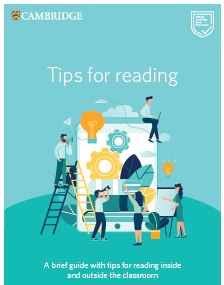 CAMBRIDGE
Tips for reading
A brief guide with tips for reading inside
and outside the classroom